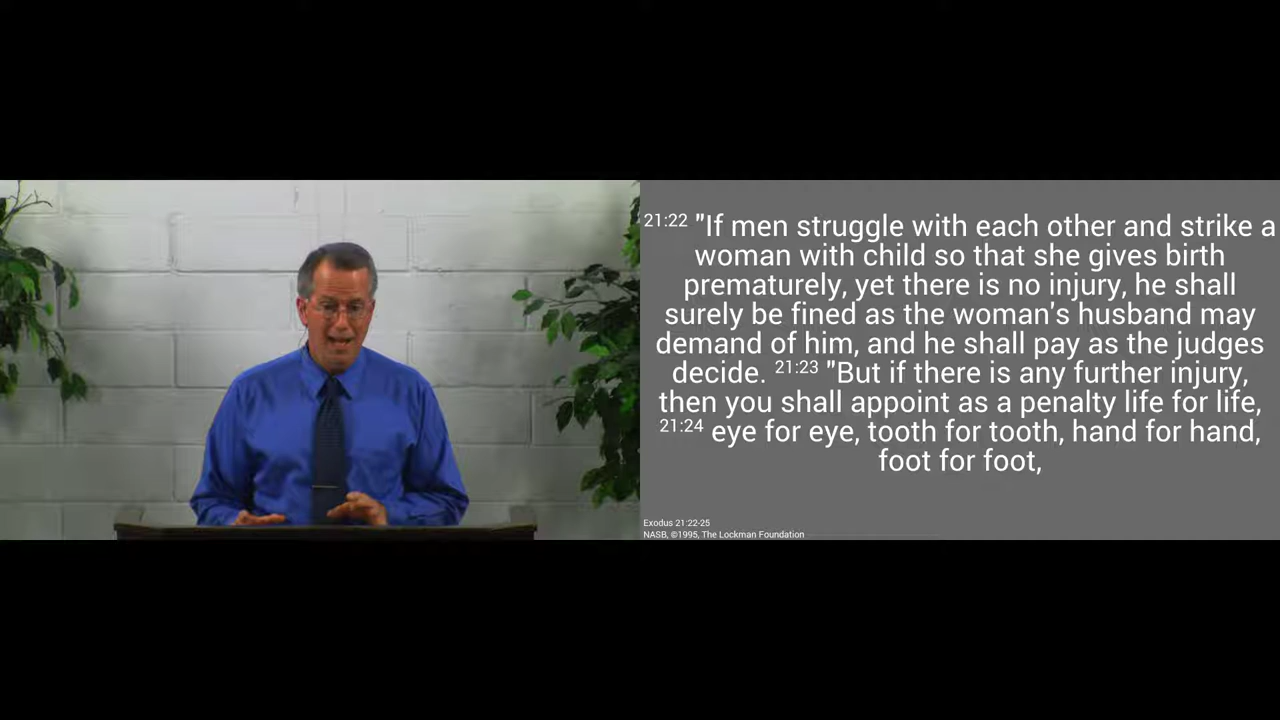 21:22 "If men struggle with each other and strike a
woman with child so that she gives birth
prematurely, yet there is no injury, he shall
surely be fined as the woman's husband may
demand of him, and he shall pay as the judges
decide. 21:23 "But if there is any further injury,
then you shall appoint as a penalty life for life,
21:24 eye for eye, tooth for tooth, hand for hand,
foot for foot,
Exodus 21:22-25
NASB, ©1995, The Lockman Foundation